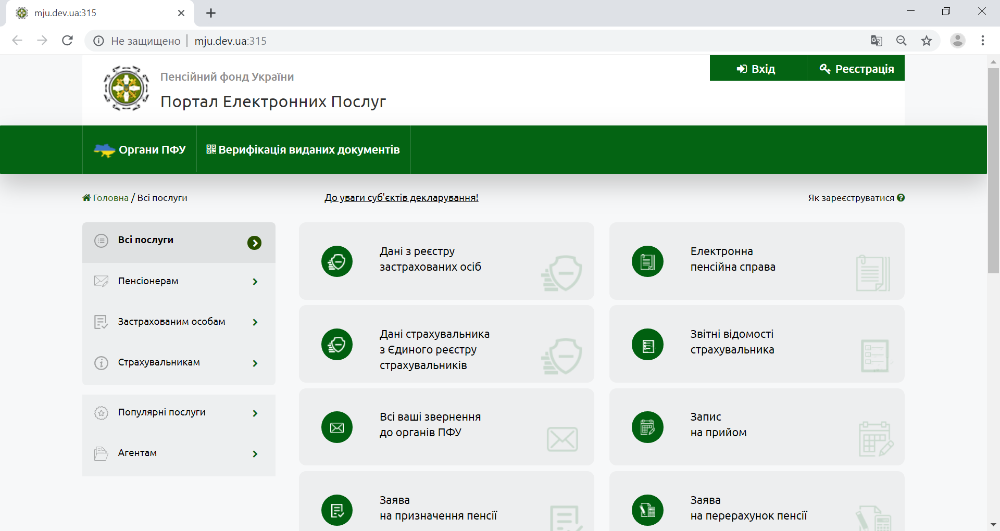 mju.dev.ua:315
Не защищено
mju.dev.ua:315
Вхід
Реєстрація
Пенсійний фонд України
Портал Електронних Послуг
Органи ПФУ
Верифікація виданих документів
Головна / Всі послуги
До уваги суб'єктів декларування!
Як зареєструватися
Всі послуги
Пенсіонерам
Застрахованим особам
Страхувальникам
Популярні послуги
Агентам
Дані з реєстру
застрахованих осіб
Електронна
пенсійна справа
Дані страхувальника
з Єдиного реєстру
страхувальників
Звітні відомості
страхувальника
Всі ваші звернення
до органів ПФУ
Запис
на прийом
Заява
на призначення пенсії
Заява
на перерахунок пенсії